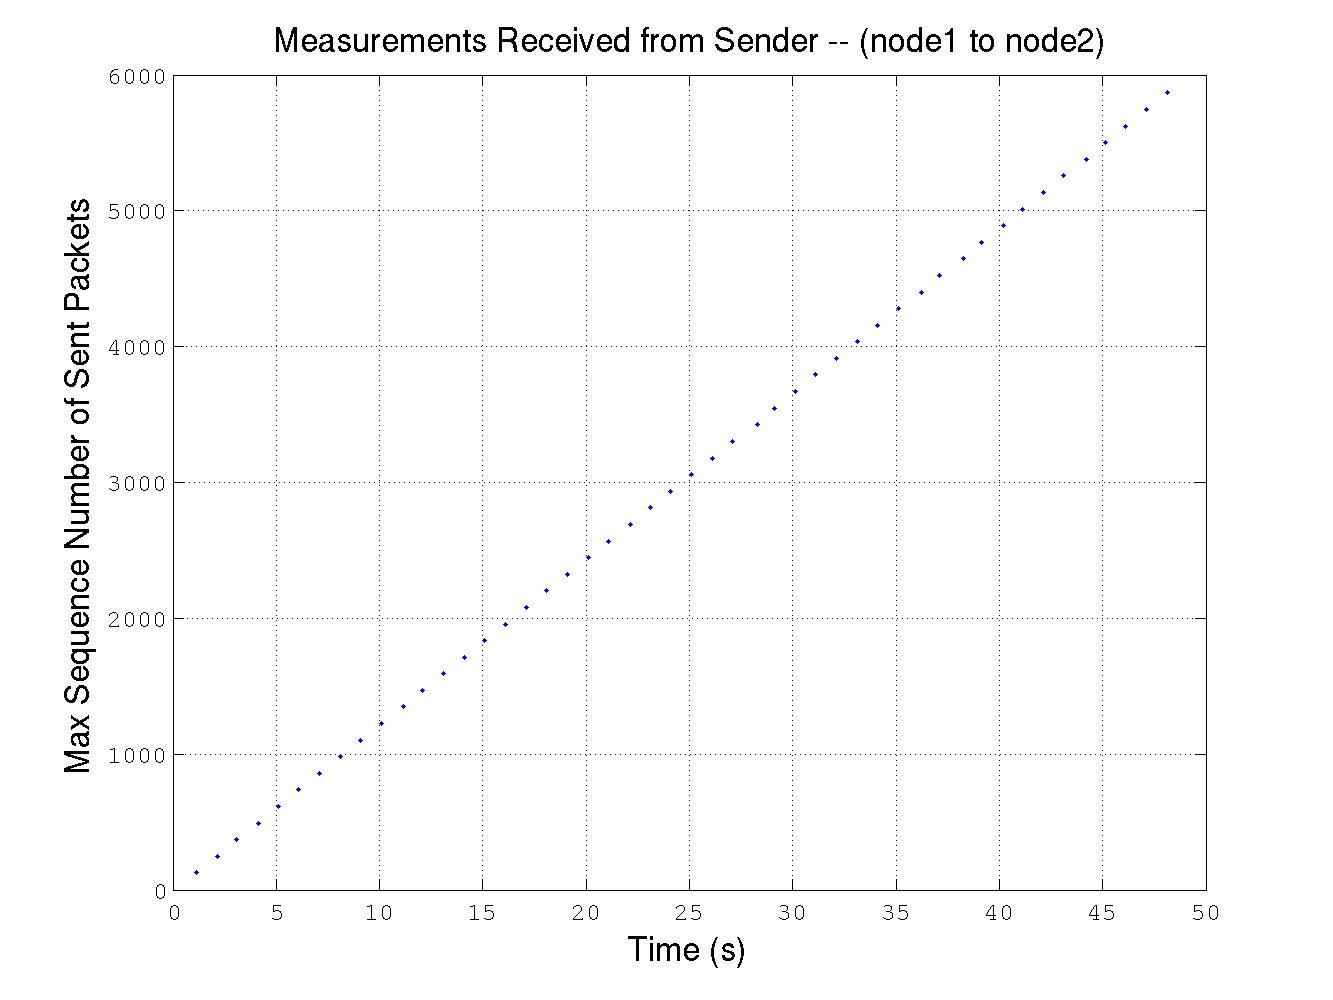 Measurements Received from Sender -- (node1 to node2)
Max Sequence Number of Sent Packets
6000
5000
4000
3000
2000
1000
0
0 5 10 15 20 25 30 35 40 45 50
Time (s)